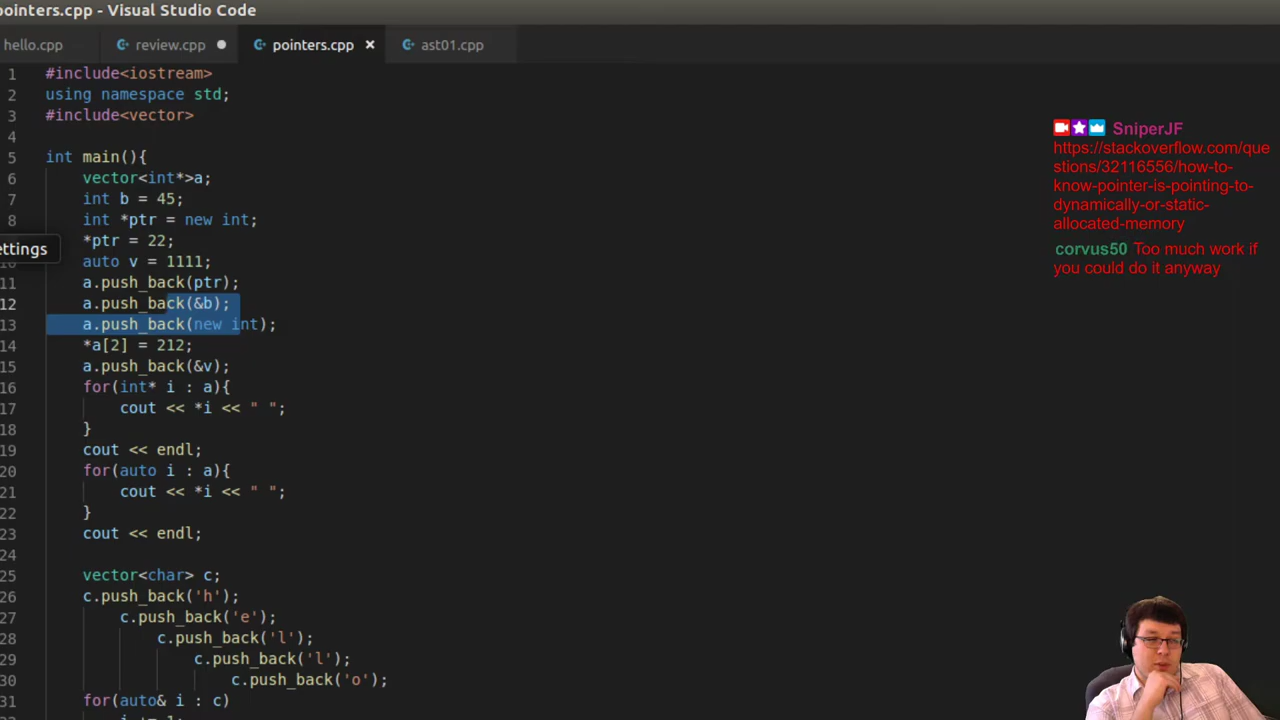 pointers.cpp - Visual Studio Code
hello.cpp review.cpp pointers.cpp × ast01.cpp
1 #include<iostream>
2 using namespace std;
3 #include<vector>
4
5 int main(){
6 vector<int*>a;
7 int b = 45;
8 int *ptr = new int;
ettings *ptr = 22;
10 auto v = 1111;
11 a.push_back(ptr);
12 a.push_back(&b);
13 a.push_back(new int);
14 *a[2] = 212;
15 a.push_back(&v);
16 for(int* i : a){
17 cout << *i << " ";
18 }
19 cout << endl;
20 for(auto i : a){
21 cout << *i << " ";
22 }
23 cout << endl;
24
25 vector<char> c;
26 c.push_back('h');
27 c.push_back('e');
28 c.push_back('l');
29 c.push_back('l');
30 c.push_back('o');
31 for(auto& i : c)
SniperJF
https://stackoverflow.com/que
stions/32116556/how-to-
know-pointer-is-pointing-to-
dynamically-or-static-
allocated-memory
corvus50 Too much work if
you could do it anyway